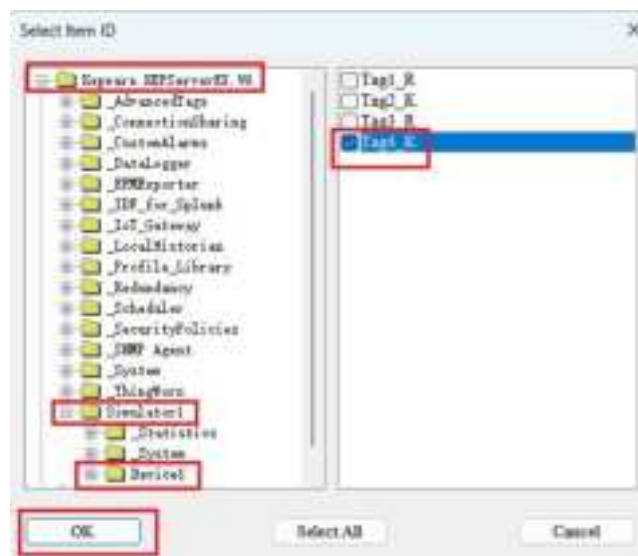 Select Item ID
Kepware KEPServerEX V6
_AdvancedTags
_ConnectionSharing
_CustomAlarms
_DataLogger
_EFMExporter
_IDF_for_Splunk
_IoT_Gateway
_LocalHistorian
_Profile_Library
_Redundancy
_Scheduler
_SecurityPolicies
_SNMP Agent
_System
_ThingWorx
Simulator1
_Statistics
_System
Device1
Tag1_R
Tag2_R
Tag3_R
Tag4_R
OK
Select All
Cancel